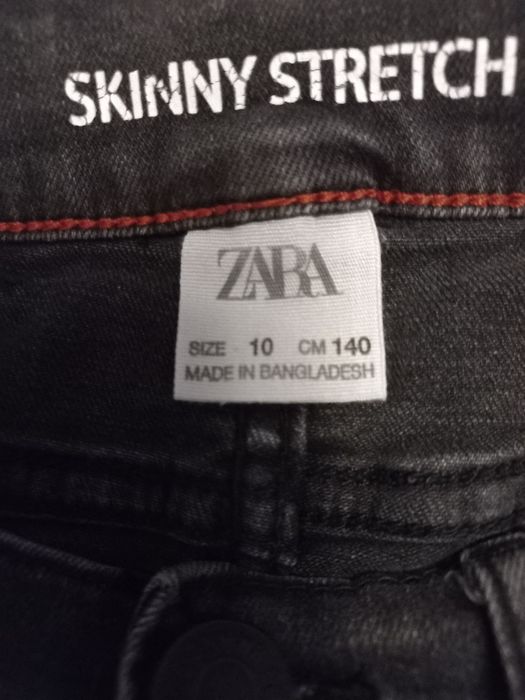 SKINNY STRETCH
ZARA
SIZE 10 CM 140
MADE IN BANGLADESH